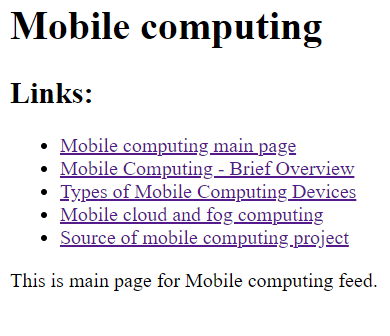 Mobile computing
Links:
Mobile computing main page
Mobile Computing - Brief Overview
Types of Mobile Computing Devices
Mobile cloud and fog computing
Source of mobile computing project
This is main page for Mobile computing feed.